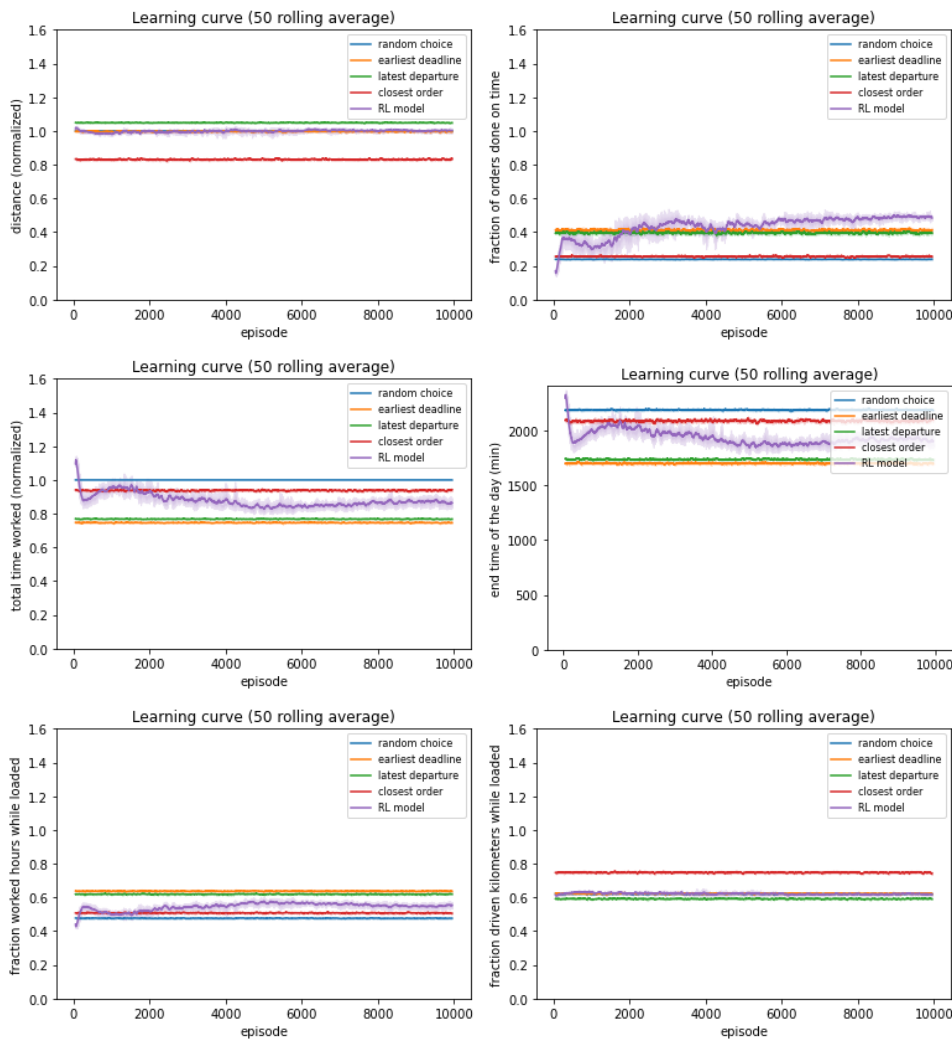 Learning curve (50 rolling average)
distance (normalized)
1.6
1.4
1.2
1.0
0.8
0.6
0.4
0.2
0.0
random choice
earliest deadline
latest departure
closest order
RL model
0 2000 4000 6000 8000 10000
episode
Learning curve (50 rolling average)
fraction of orders done on time
1.6
1.4
1.2
1.0
0.8
0.6
0.4
0.2
0.0
random choice
earliest deadline
latest departure
closest order
RL model
0 2000 4000 6000 8000 10000
episode
Learning curve (50 rolling average)
total time worked (normalized)
1.6
1.4
1.2
1.0
0.8
0.6
0.4
0.2
0.0
random choice
earliest deadline
latest departure
closest order
RL model
0 2000 4000 6000 8000 10000
episode
Learning curve (50 rolling average)
end time of the day (min)
2000
1500
1000
500
0
random choice
earliest deadline
latest departure
closest order
RL model
0 2000 4000 6000 8000 10000
episode
Learning curve (50 rolling average)
fraction worked hours while loaded
1.6
1.4
1.2
1.0
0.8
0.6
0.4
0.2
0.0
random choice
earliest deadline
latest departure
closest order
RL model
0 2000 4000 6000 8000 10000
episode
Learning curve (50 rolling average)
fraction driven kilometers while loaded
1.6
1.4
1.2
1.0
0.8
0.6
0.4
0.2
0.0
random choice
earliest deadline
latest departure
closest order
RL model
0 2000 4000 6000 8000 10000
episode